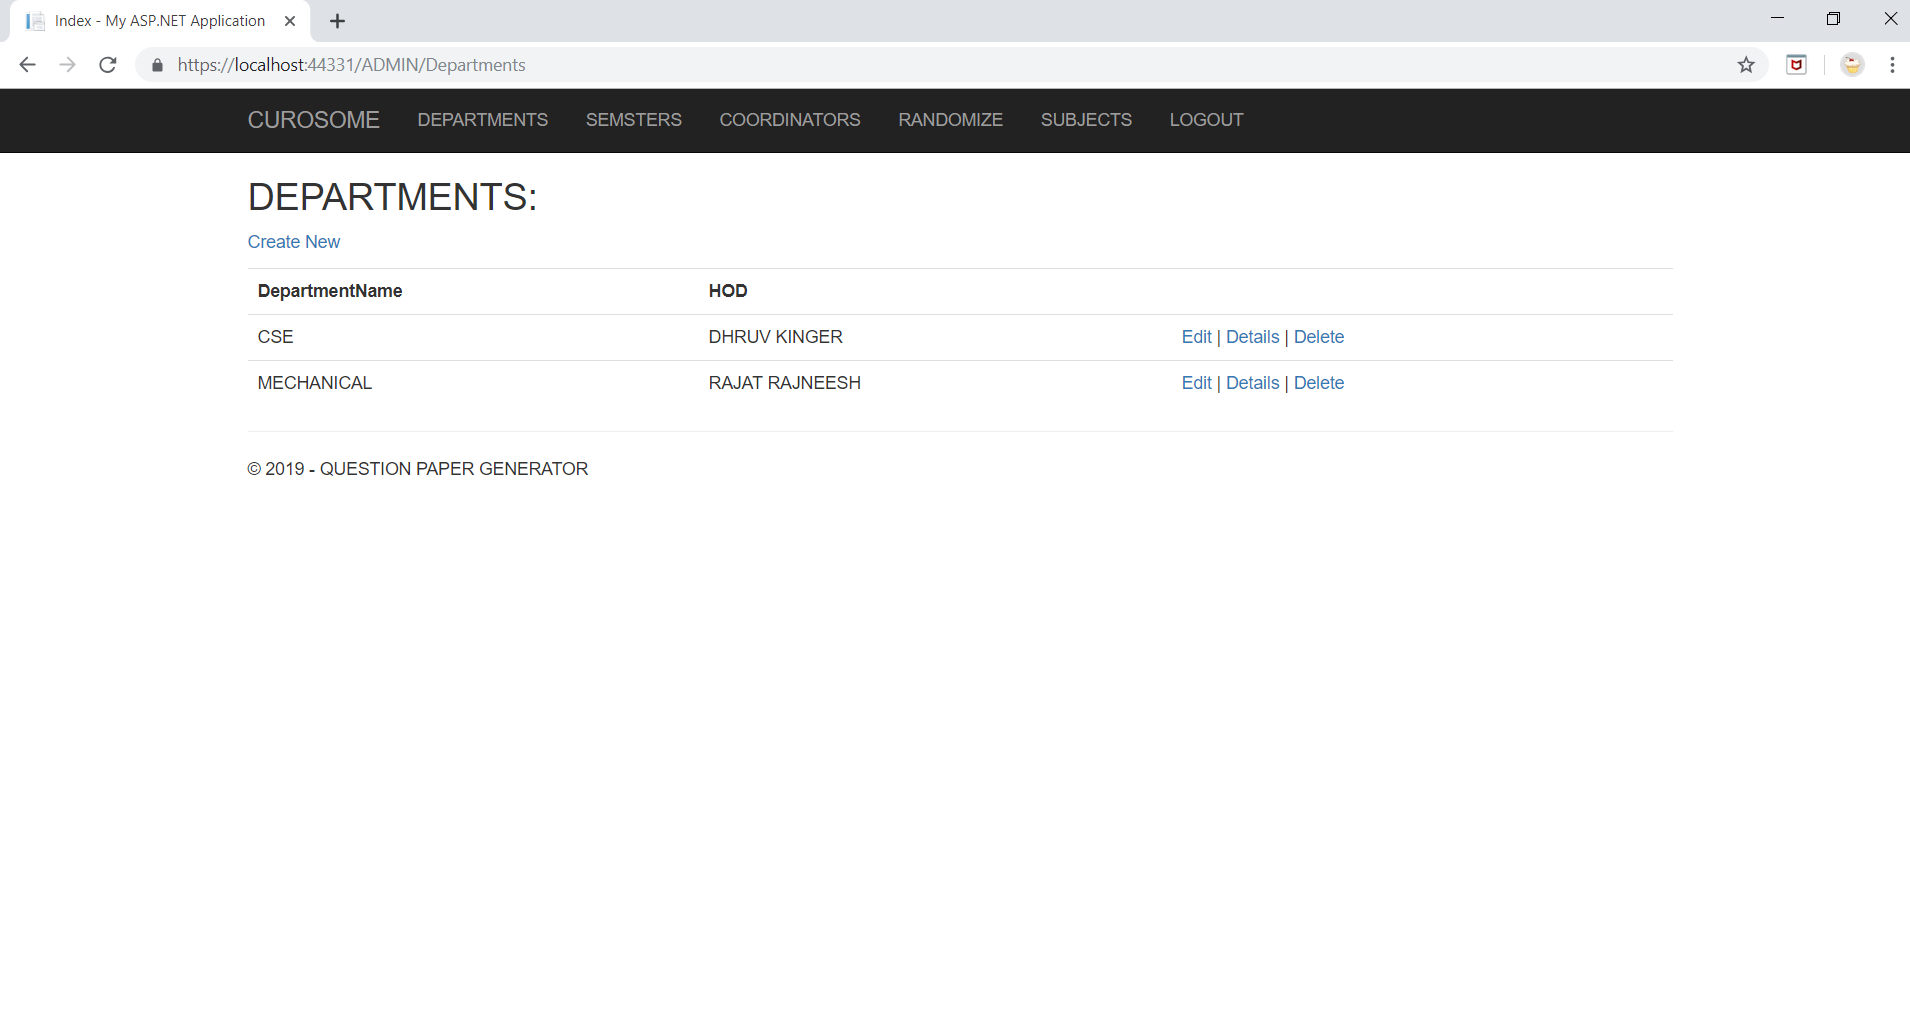 Index - My ASP.NET Application
https://localhost:44331/ADMIN/Departments
CUROSOME DEPARTMENTS SEMSTERS COORDINATORS RANDOMIZE SUBJECTS LOGOUT
DEPARTMENTS:
Create New
DepartmentName HOD
CSE DHRUV KINGER Edit | Details | Delete
MECHANICAL RAJAT RAJNEESH Edit | Details | Delete
© 2019 - QUESTION PAPER GENERATOR